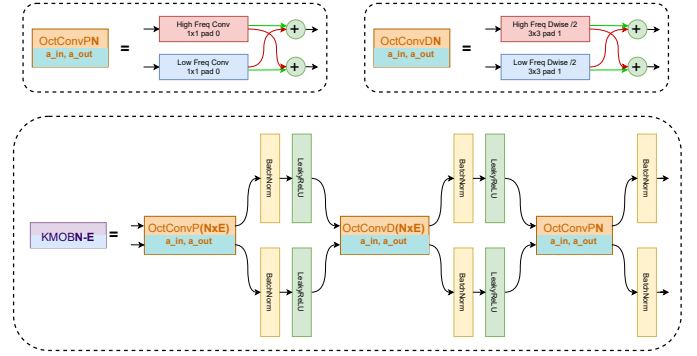 OctConvPN
a_in, a_out
=
High Freq Conv
1x1 pad 0
Low Freq Conv
1x1 pad 0
+
+
OctConvDN
a_in, a_out
=
High Freq Dwise /2
3x3 pad 1
Low Freq Dwise /2
3x3 pad 1
+
+
KMOBN-E
=
OctConvP(NxE)
a_in, a_out
BatchNorm
LeakyReLU
BatchNorm
LeakyReLU
OctConvD(NxE)
a_in, a_out
BatchNorm
LeakyReLU
BatchNorm
LeakyReLU
OctConvPN
a_in, a_out
BatchNorm
BatchNorm